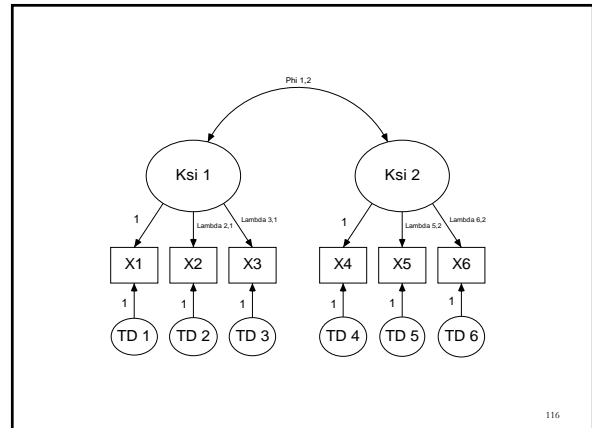 Phi 1,2
Ksi 1
Ksi 2
1
Lambda 2,1
Lambda 3,1
1
Lambda 5,2
Lambda 6,2
X1
X2
X3
X4
X5
X6
1
1
1
1
1
1
TD 1
TD 2
TD 3
TD 4
TD 5
TD 6
116